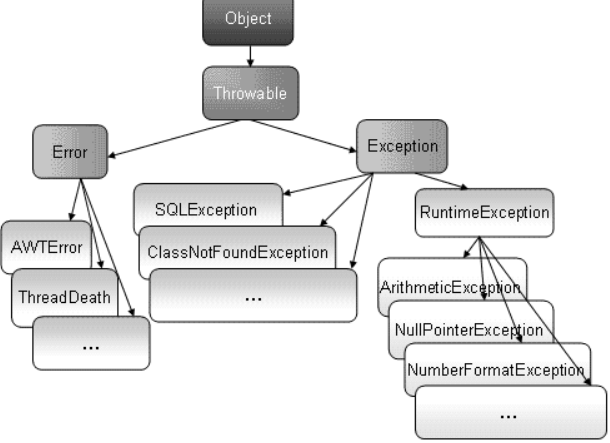 Object
Throwable
Error
Exception
SQLException
ClassNotFoundException
...
RuntimeException
AWTError
ThreadDeath
...
ArithmeticException
NullPointerException
NumberFormatException
...